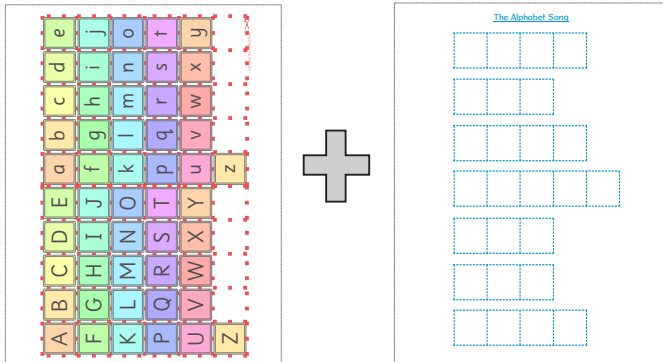 A B C D E a b c d e
F G H I J f g h i j
K L M N O k l m n o
P Q R S T p q r s t
U V W X Y u v w x y
Z z
The Alphabet Song